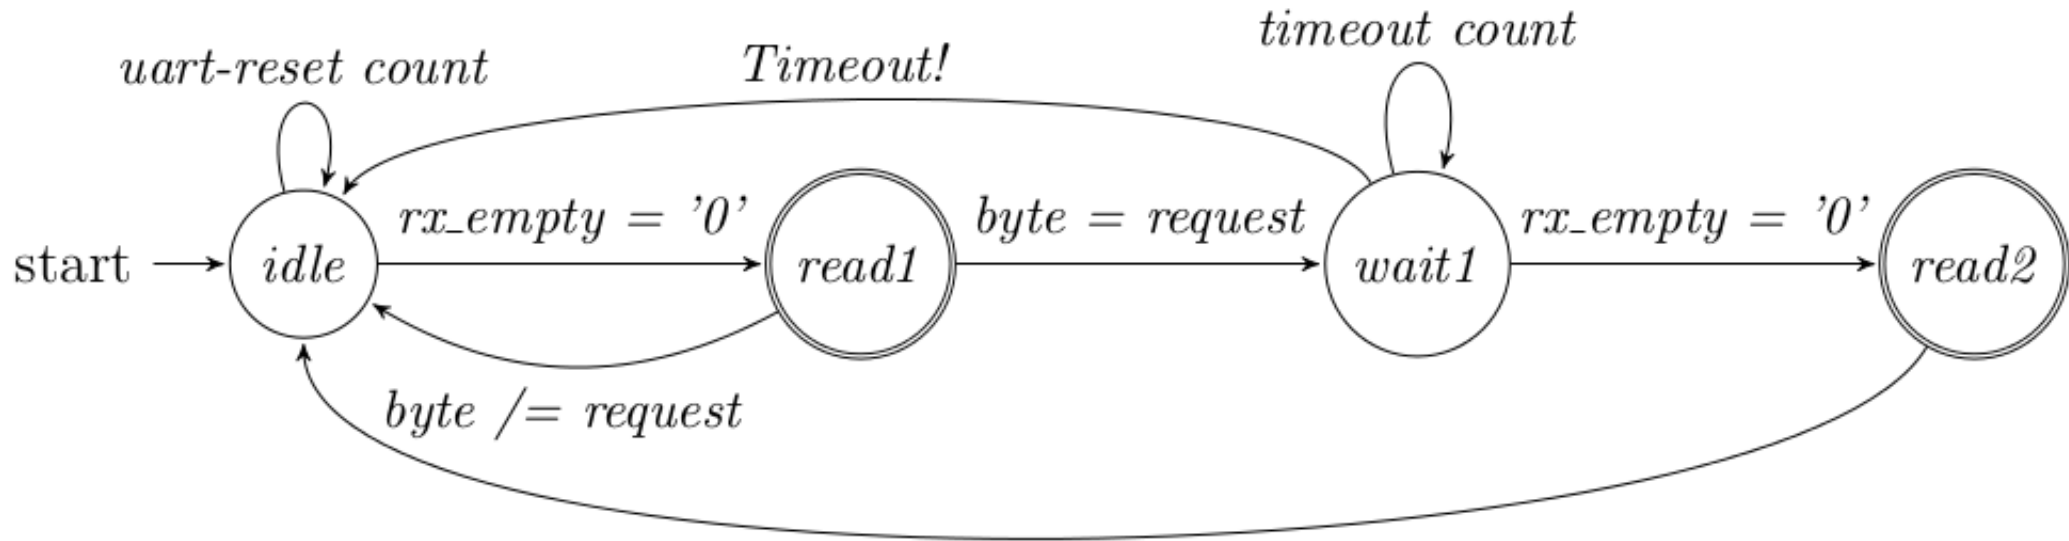 timeout count
uart-reset count
Timeout!
rx_empty = '0'
byte = request
rx_empty = '0'
start
idle
read1
wait1
read2
byte /= request